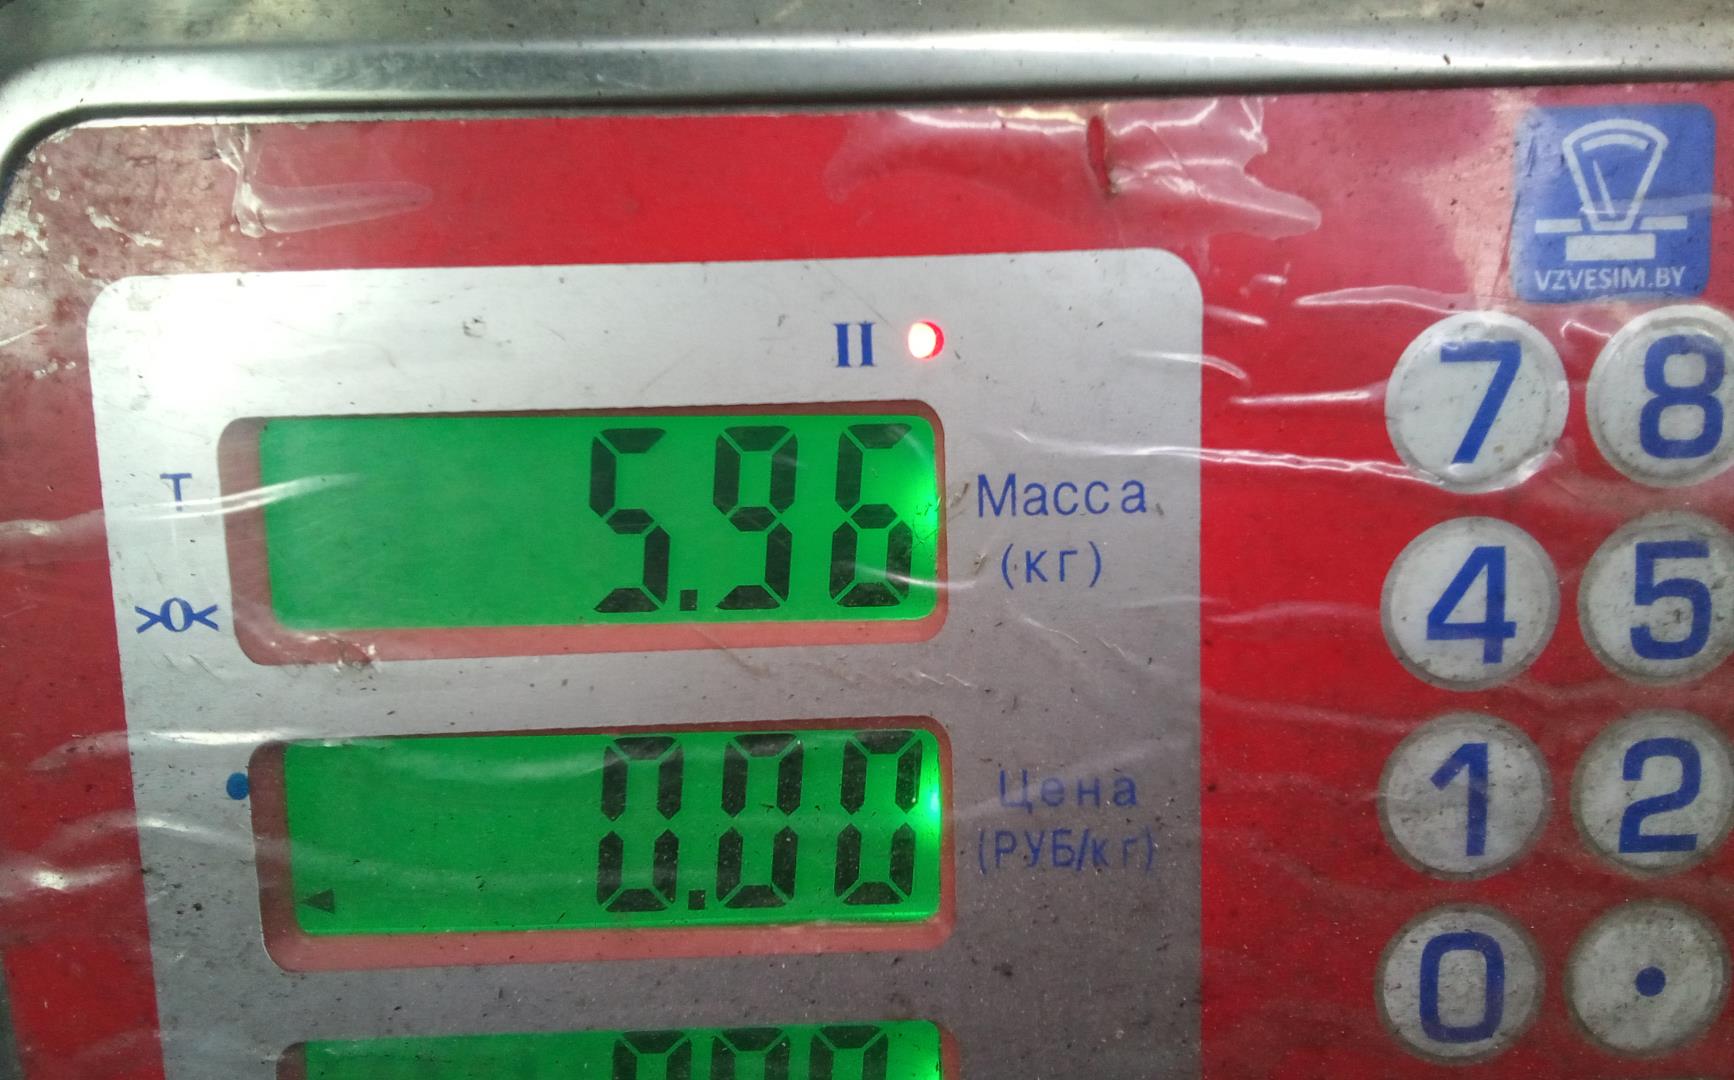 VZVESIM.BY
II
T
5.96
Масса
(кг)
>0<
0.00
Цена
(РУБ/кг)
7 8
4 5
1 2
0 .